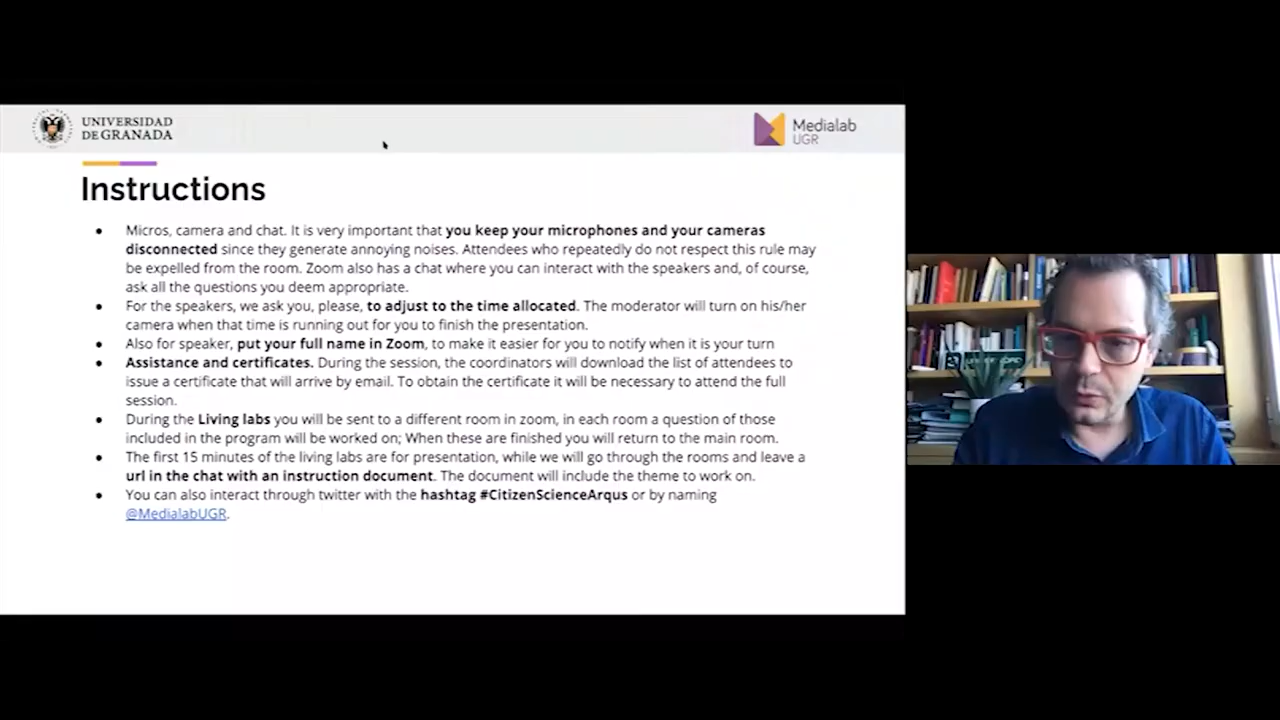 UNIVERSIDAD
DE GRANADA
Medialab
UGR
Instructions
● Micros, camera and chat. It is very important that you keep your microphones and your cameras
disconnected since they generate annoying noises. Attendees who repeatedly do not respect this rule may
be expelled from the room. Zoom also has a chat where you can interact with the speakers and, of course,
ask all the questions you deem appropriate.
● For the speakers, we ask you, please, to adjust to the time allocated. The moderator will turn on his/her
camera when that time is running out for you to finish the presentation.
● Also for speaker, put your full name in Zoom, to make it easier for you to notify when it is your turn
● Assistance and certificates. During the session, the coordinators will download the list of attendees to
issue a certificate that will arrive by email. To obtain the certificate it will be necessary to attend the full
session.
● During the Living labs you will be sent to a different room in zoom, in each room a question of those
included in the program will be worked on; When these are finished you will return to the main room.
● The first 15 minutes of the living labs are for presentation, while we will go through the rooms and leave a
url in the chat with an instruction document. The document will include the theme to work on.
● You can also interact through twitter with the hashtag #CitizenScienceArqus or by naming
@MedialabUGR.